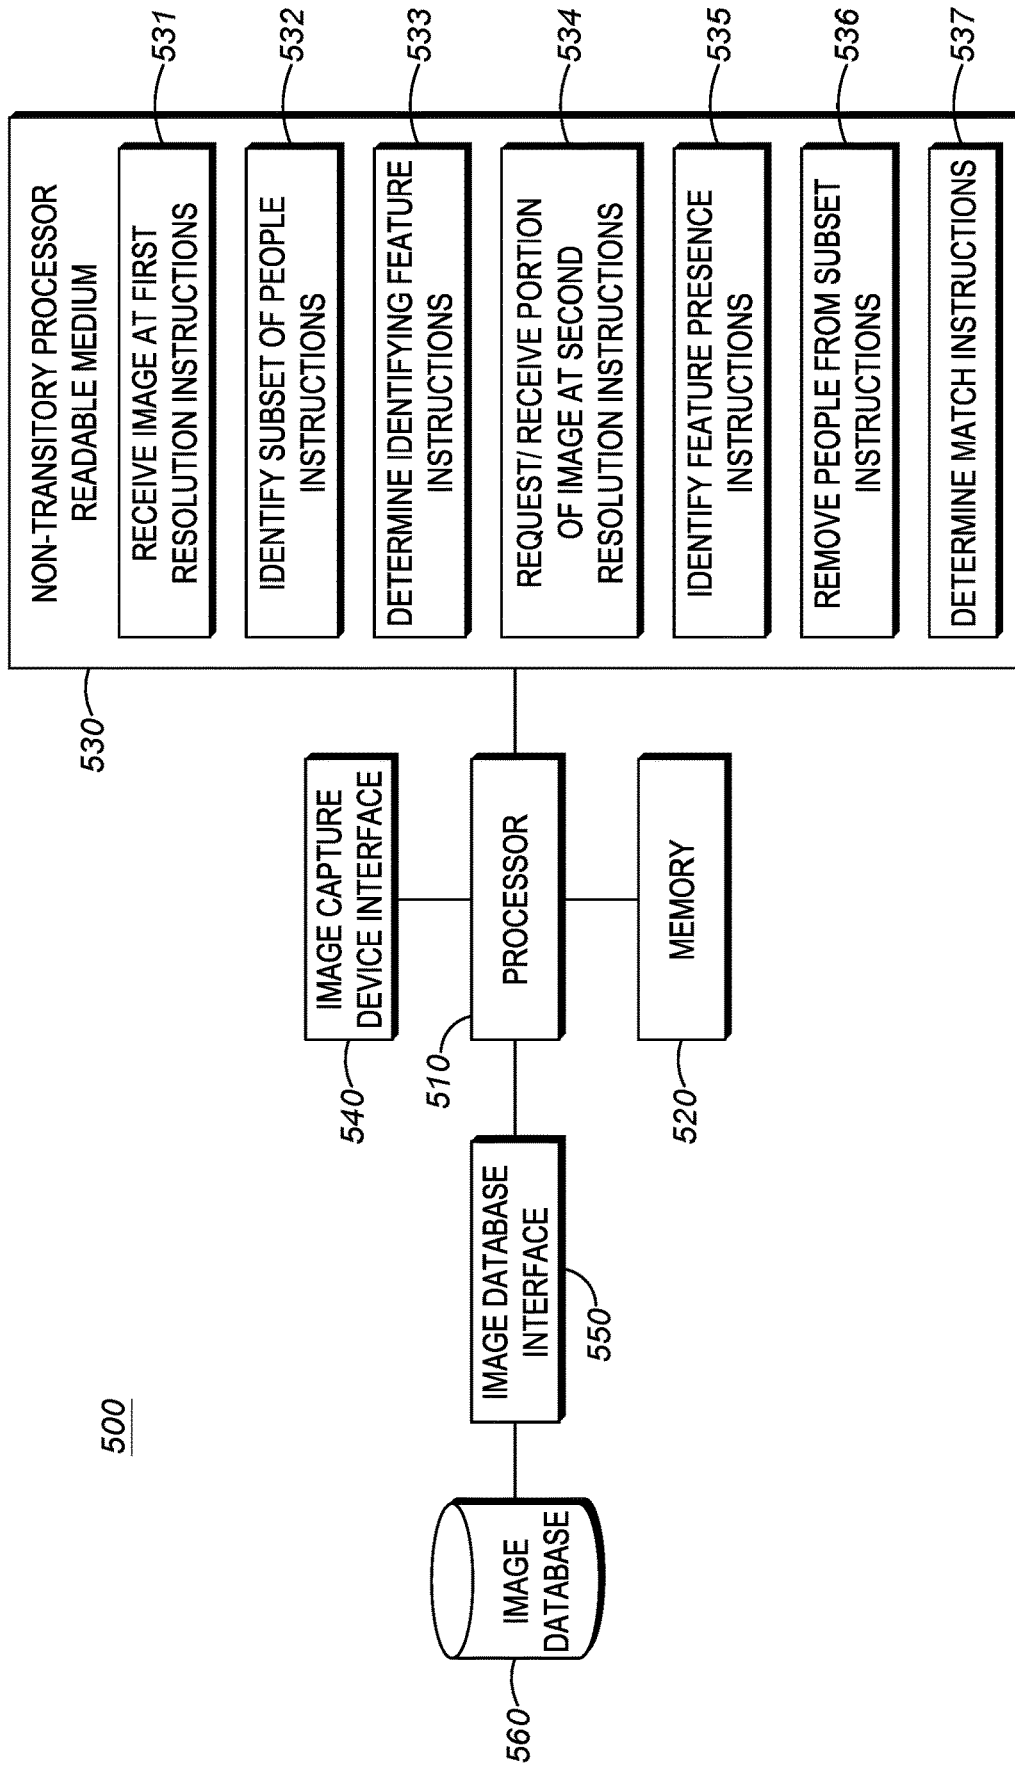 500
NON-TRANSITORY PROCESSOR
READABLE MEDIUM
530
RECEIVE IMAGE AT FIRST
RESOLUTION INSTRUCTIONS
531
IDENTIFY SUBSET OF PEOPLE
INSTRUCTIONS
532
DETERMINE IDENTIFYING FEATURE
INSTRUCTIONS
533
REQUEST/ RECEIVE PORTION
OF IMAGE AT SECOND
RESOLUTION INSTRUCTIONS
534
IDENTIFY FEATURE PRESENCE
INSTRUCTIONS
535
REMOVE PEOPLE FROM SUBSET
INSTRUCTIONS
536
DETERMINE MATCH INSTRUCTIONS
537
IMAGE CAPTURE
DEVICE INTERFACE
540
PROCESSOR
510
MEMORY
520
IMAGE DATABASE
INTERFACE
550
IMAGE
DATABASE
560